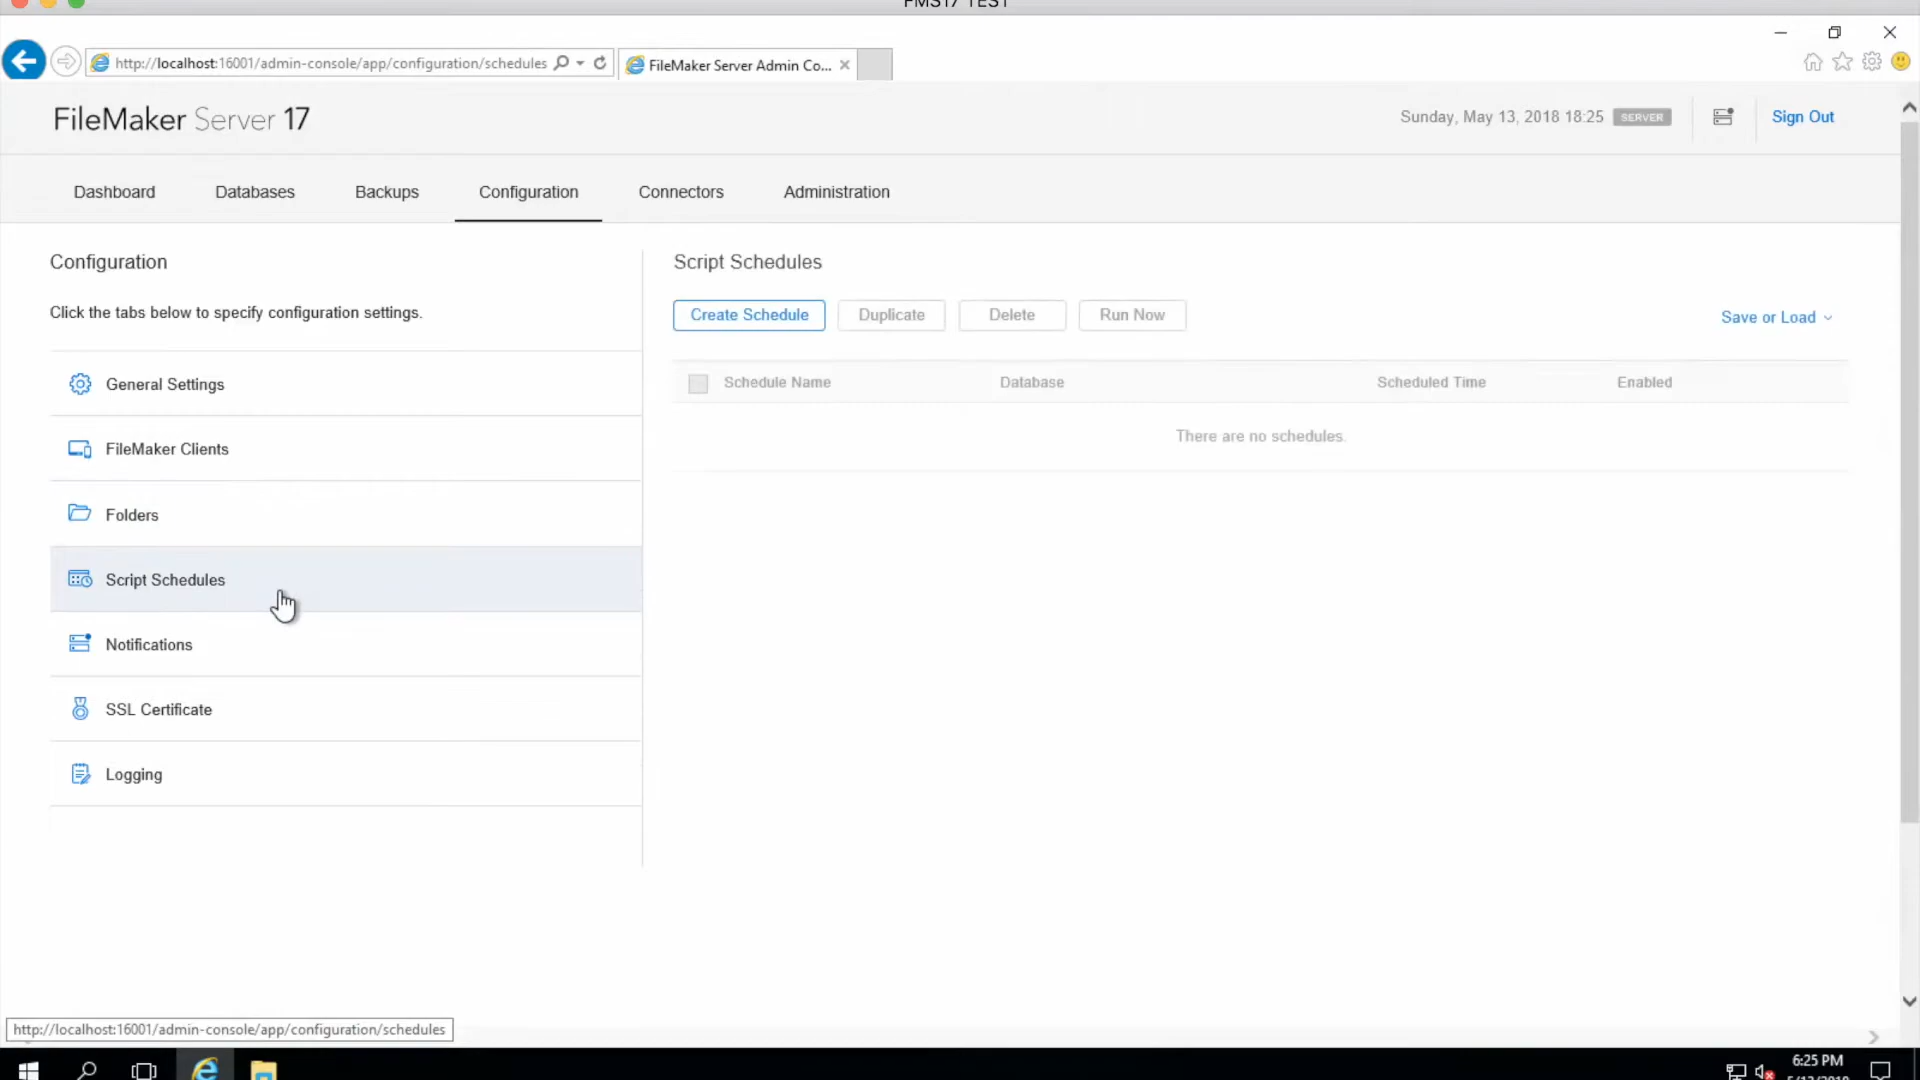 FMS17 TEST
http://localhost:16001/admin-console/app/configuration/schedules
FileMaker Server Admin Co...
FileMaker Server 17
Sunday, May 13, 2018 18:25 SERVER
Sign Out
Dashboard
Databases
Backups
Configuration
Connectors
Administration
Configuration
Click the tabs below to specify configuration settings.
General Settings
FileMaker Clients
Folders
Script Schedules
Notifications
SSL Certificate
Logging
Script Schedules
Create Schedule
Duplicate
Delete
Run Now
Save or Load
Schedule Name
Database
Scheduled Time
Enabled
There are no schedules.
http://localhost:16001/admin-console/app/configuration/schedules
6:25 PM
5/13/2018